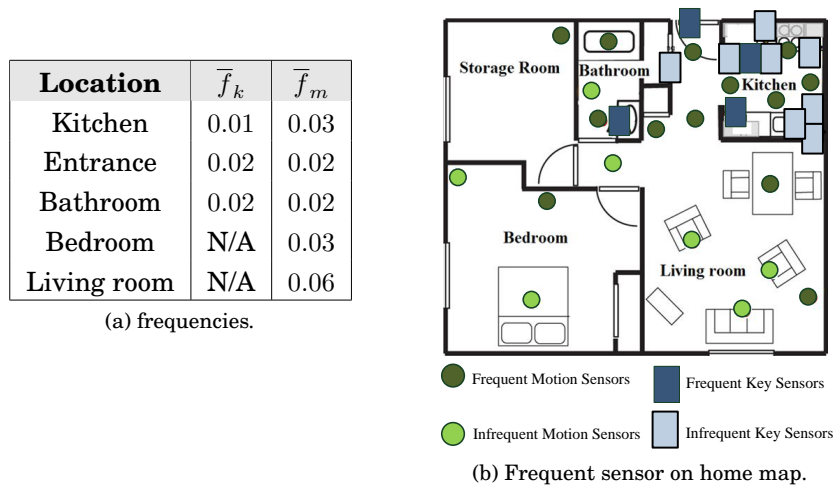 Location f̅_k f̅_m
Kitchen 0.01 0.03
Entrance 0.02 0.02
Bathroom 0.02 0.02
Bedroom N/A 0.03
Living room N/A 0.06
(a) frequencies.
Storage Room
Bathroom
Kitchen
Bedroom
Living room
Frequent Motion Sensors
Frequent Key Sensors
Infrequent Motion Sensors
Infrequent Key Sensors
(b) Frequent sensor on home map.